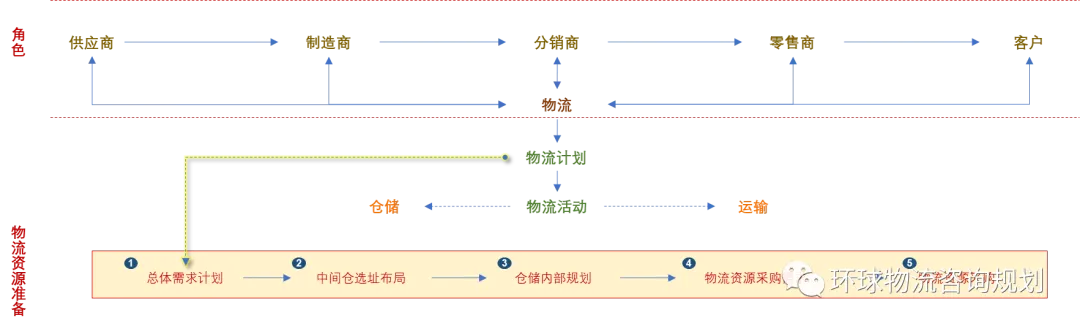 角色
供应商
制造商
分销商
零售商
客户
物流
物流计划
仓储
物流活动
运输
物流资源准备
1
总体需求计划
2
中间仓选址布局
3
仓储内部规划
4
物流资源采购
5
环球物流咨询规划